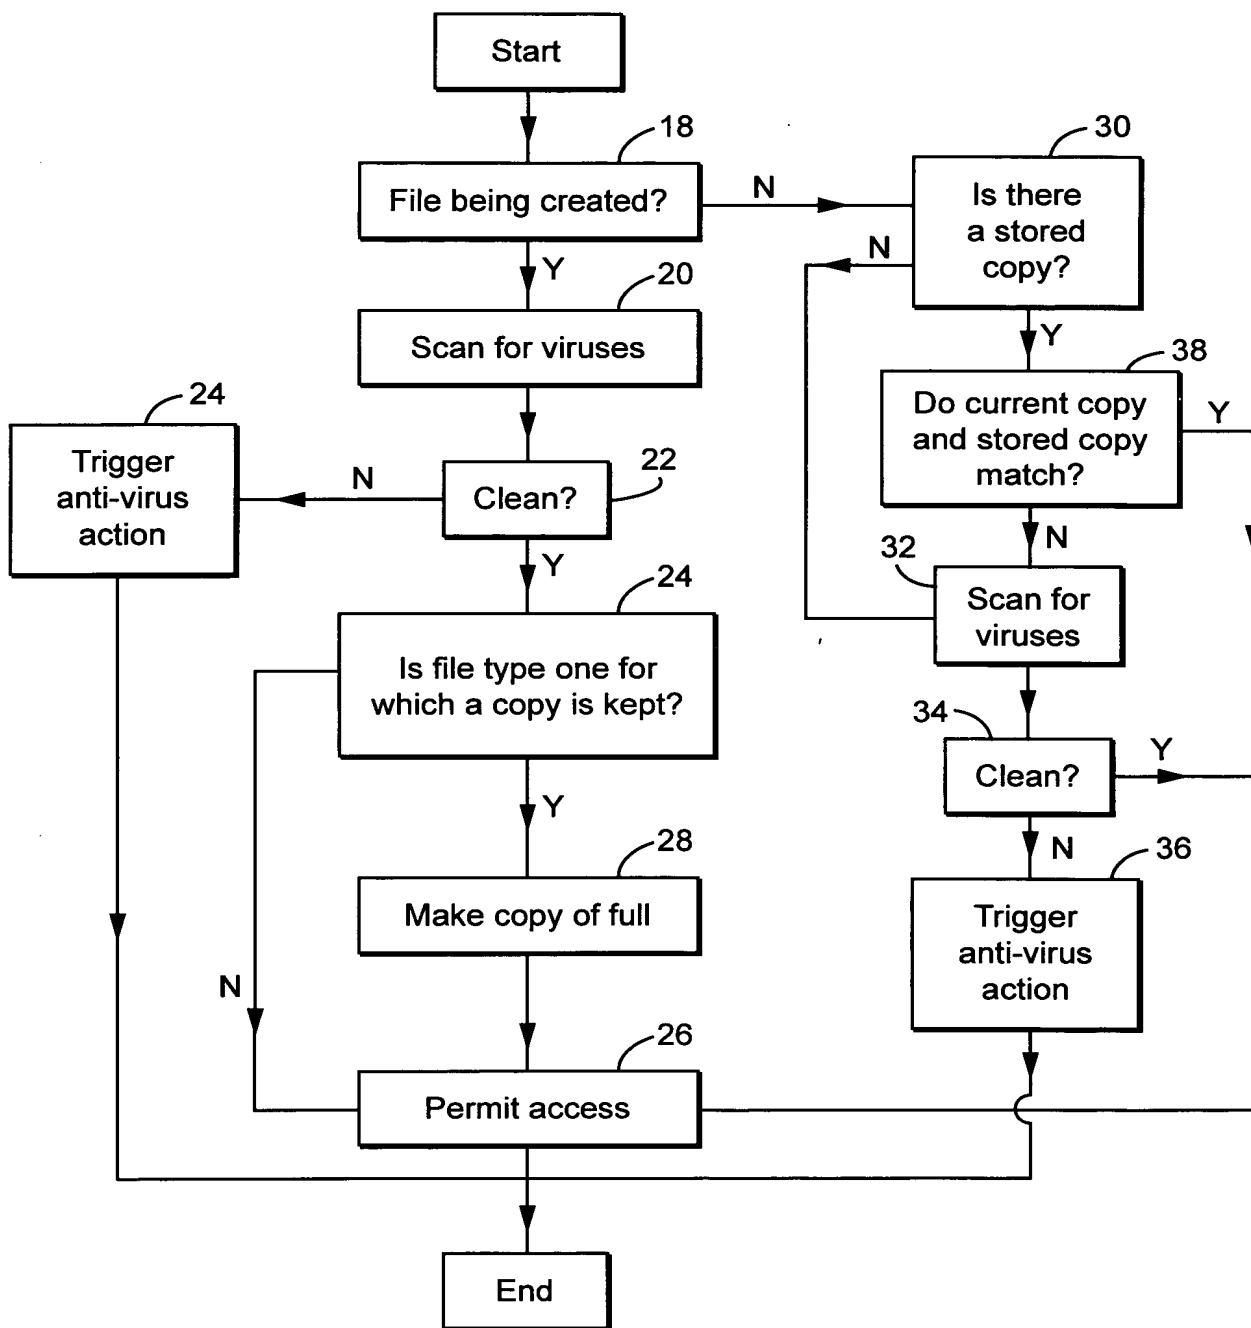 Start
18
File being created?
N
30
Is there
a stored
copy?
N
Y
20
Scan for viruses
Y
38
Do current copy
and stored copy
match?
Y
24
Trigger
anti-virus
action
N
22
Clean?
N
32
Scan for
viruses
Y
24
Is file type one for
which a copy is kept?
34
Clean?
Y
Y
N
28
Make copy of full
36
Trigger
anti-virus
action
N
26
Permit access
End